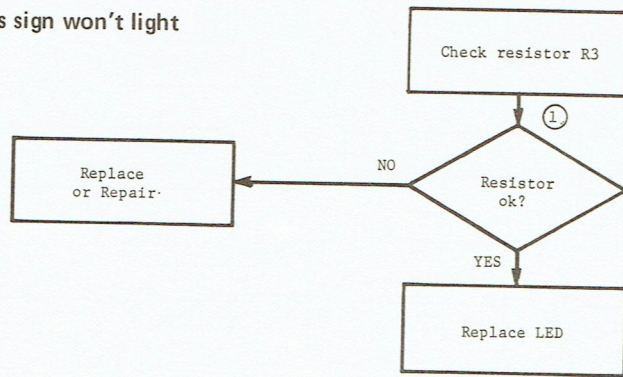 s sign won't light
Check resistor R3
1.
Resistor
ok?
NO
Replace
or Repair.
YES
Replace LED